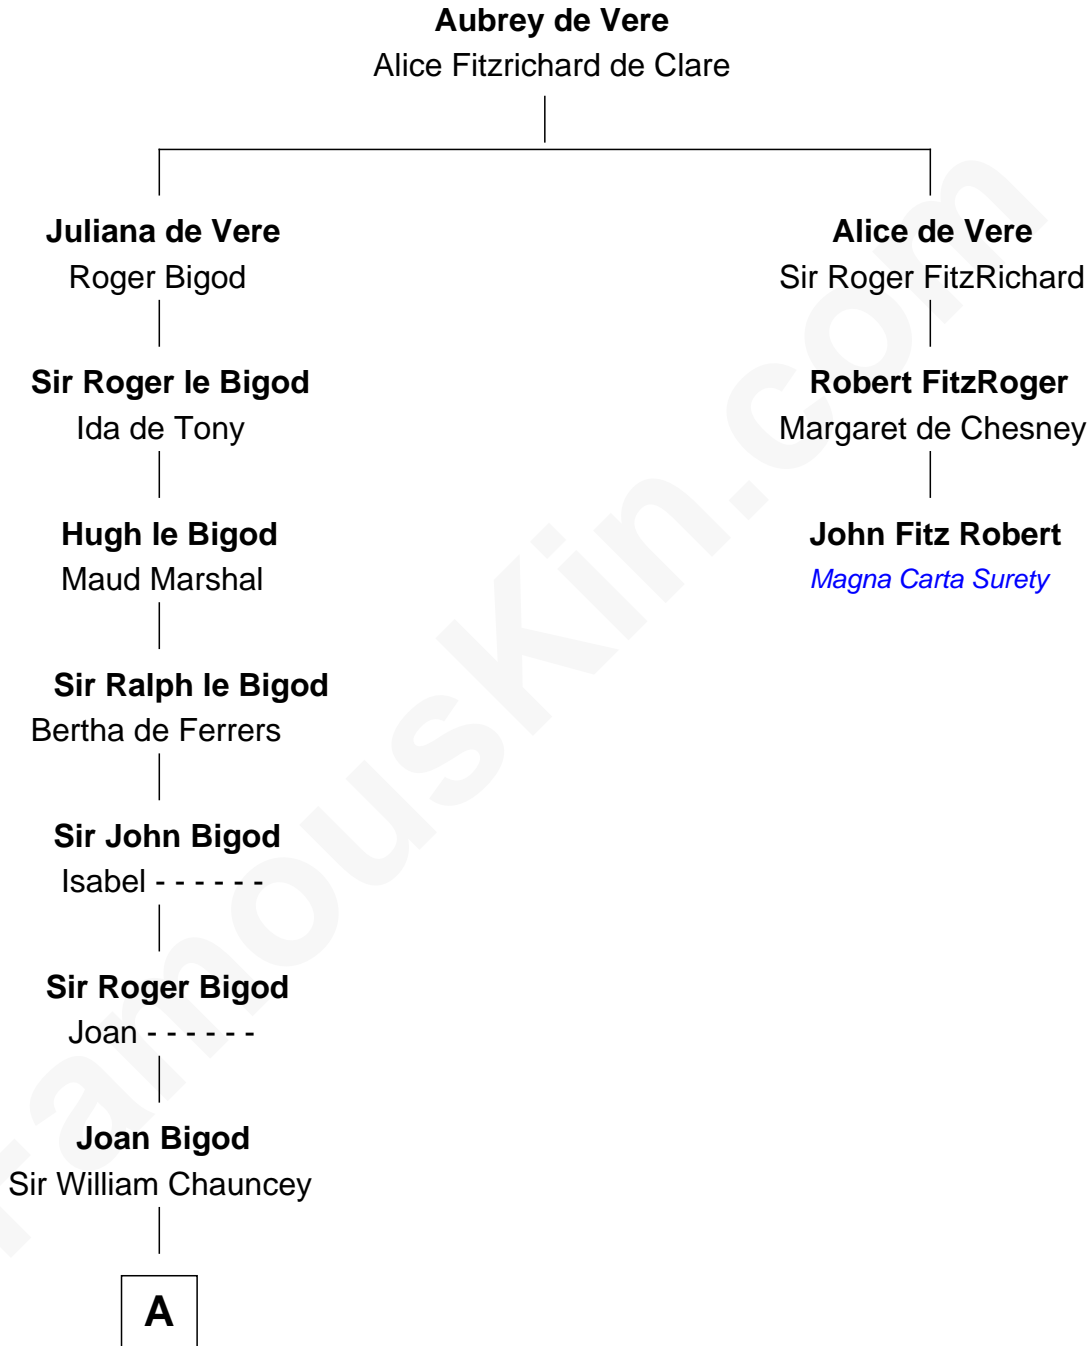 Aubrey de Vere
Alice Fitzrichard de Clare
Juliana de Vere
Roger Bigod
Alice de Vere
Sir Roger FitzRichard
Sir Roger le Bigod
Ida de Tony
Robert FitzRoger
Margaret de Chesney
Hugh le Bigod
Maud Marshal
John Fitz Robert
Magna Carta Surety
Sir Ralph le Bigod
Bertha de Ferrers
Sir John Bigod
Isabel - - - - - -
Sir Roger Bigod
Joan - - - - - -
Joan Bigod
Sir William Chauncey
A
FamousKin.com